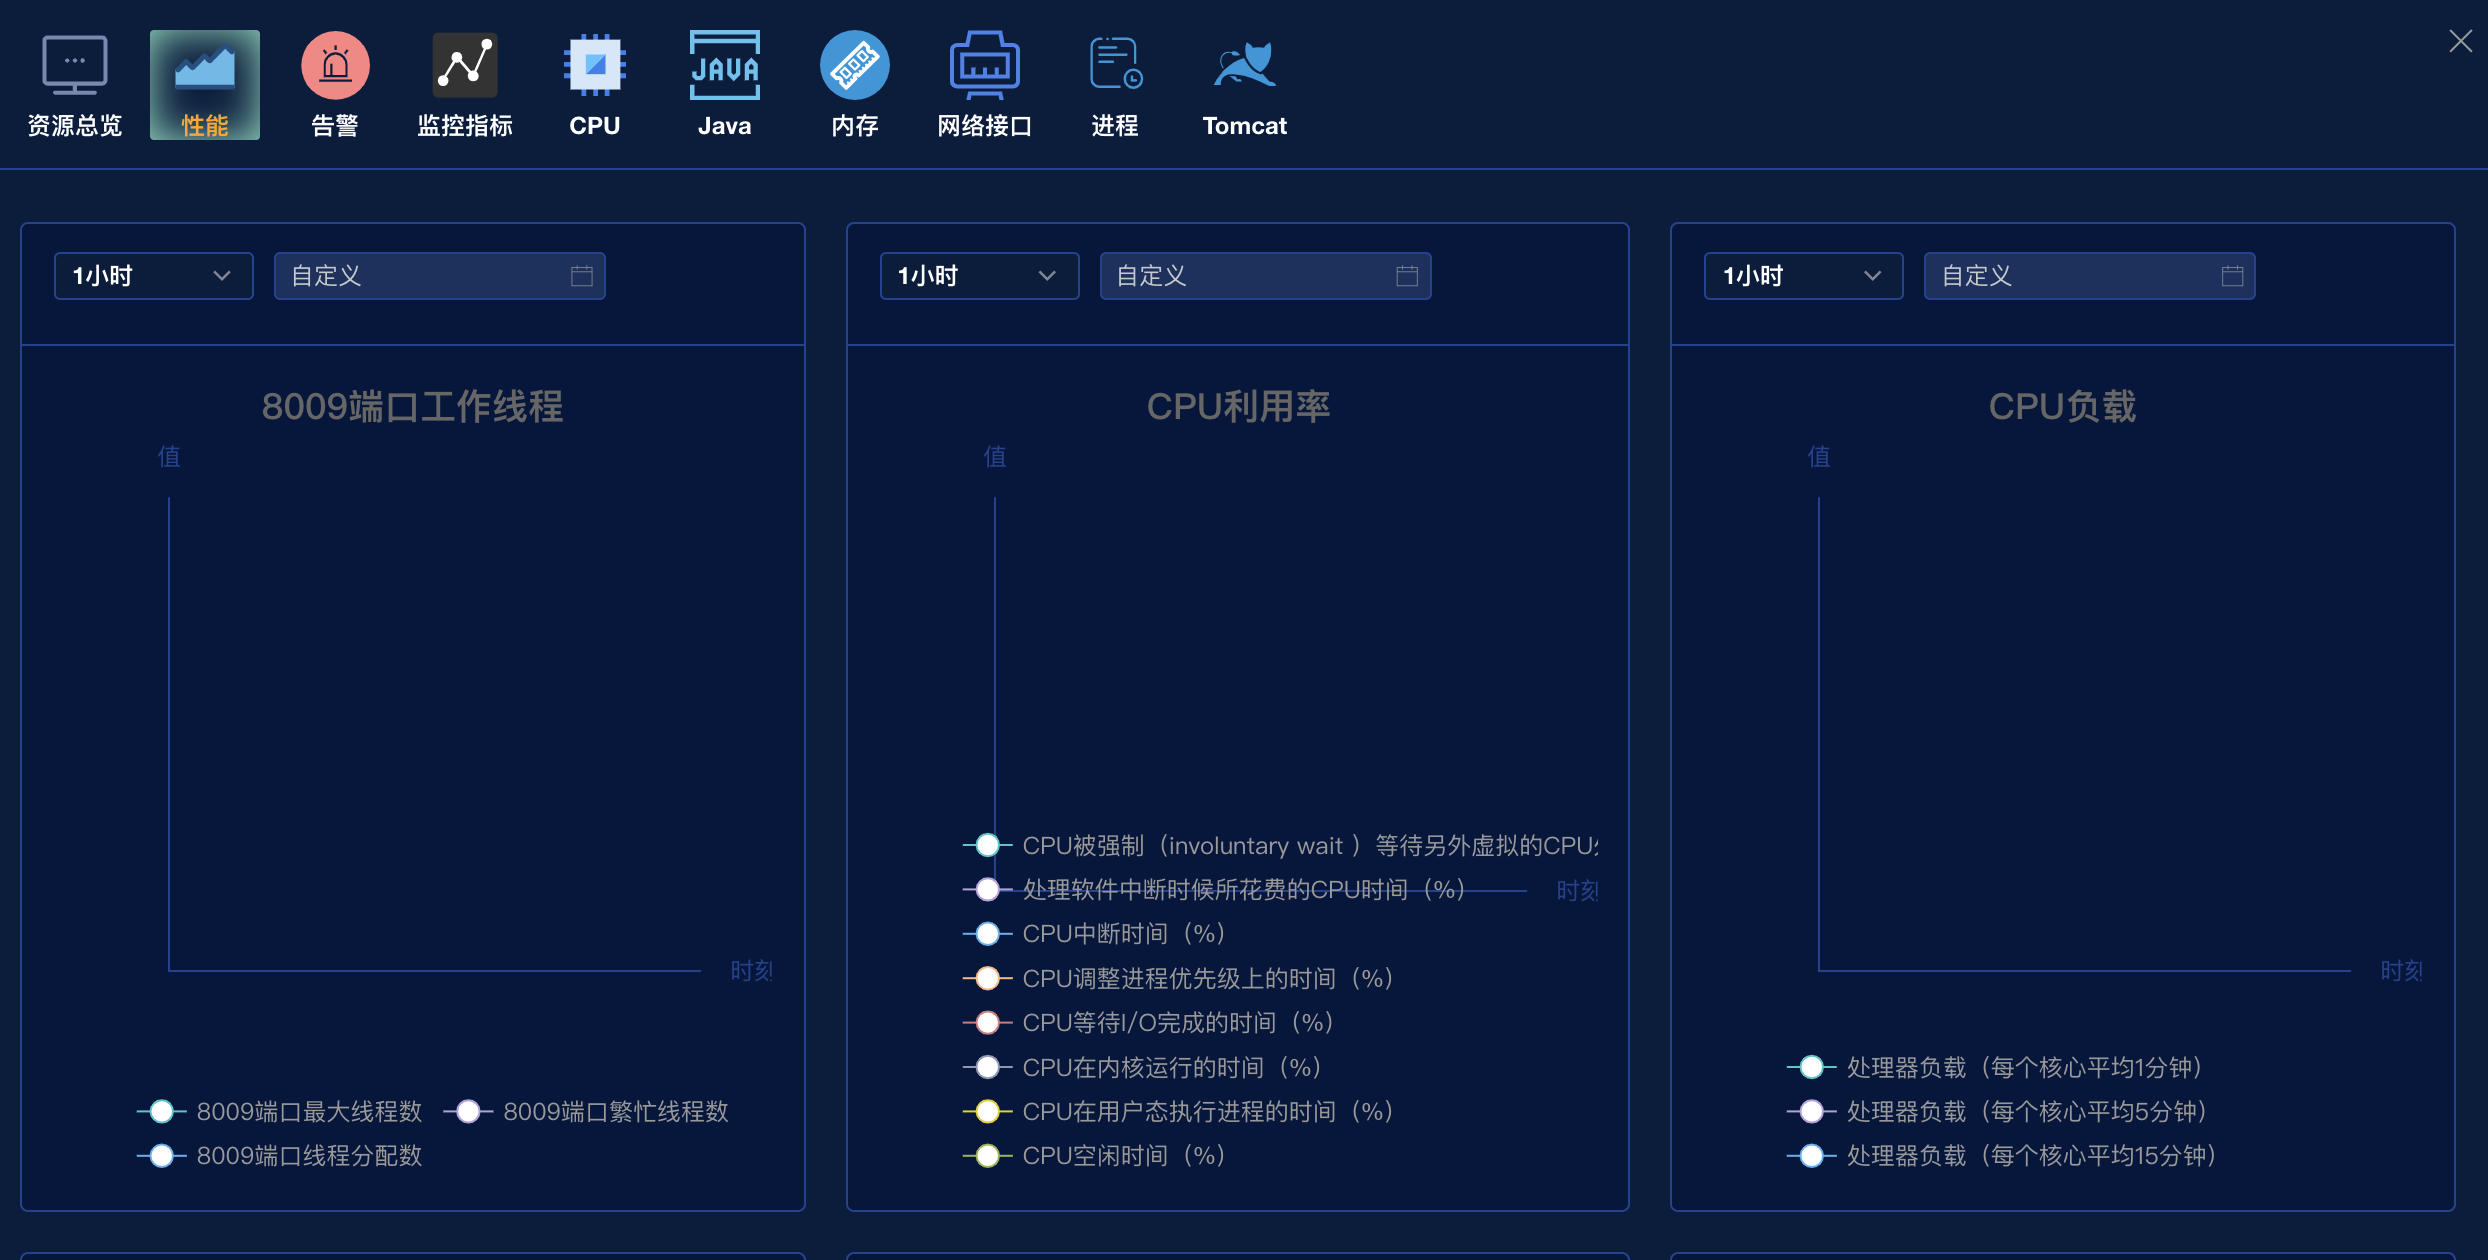 资源总览 性能 告警 监控指标 CPU Java 内存 网络接口 进程 Tomcat
JAVA
1小时 自定义
8009端口工作线程
值
时刻
8009端口最大线程数 8009端口繁忙线程数
8009端口线程分配数
1小时 自定义
CPU利用率
值
CPU被强制（involuntary wait ）等待另外虚拟的CPU
处理软件中断时候所花费的CPU时间（%）
时刻
CPU中断时间（%）
CPU调整进程优先级上的时间（%）
CPU等待I/O完成的时间（%）
CPU在内核运行的时间（%）
CPU在用户态执行进程的时间（%）
CPU空闲时间（%）
1小时 自定义
CPU负载
值
时刻
处理器负载（每个核心平均1分钟）
处理器负载（每个核心平均5分钟）
处理器负载（每个核心平均15分钟）